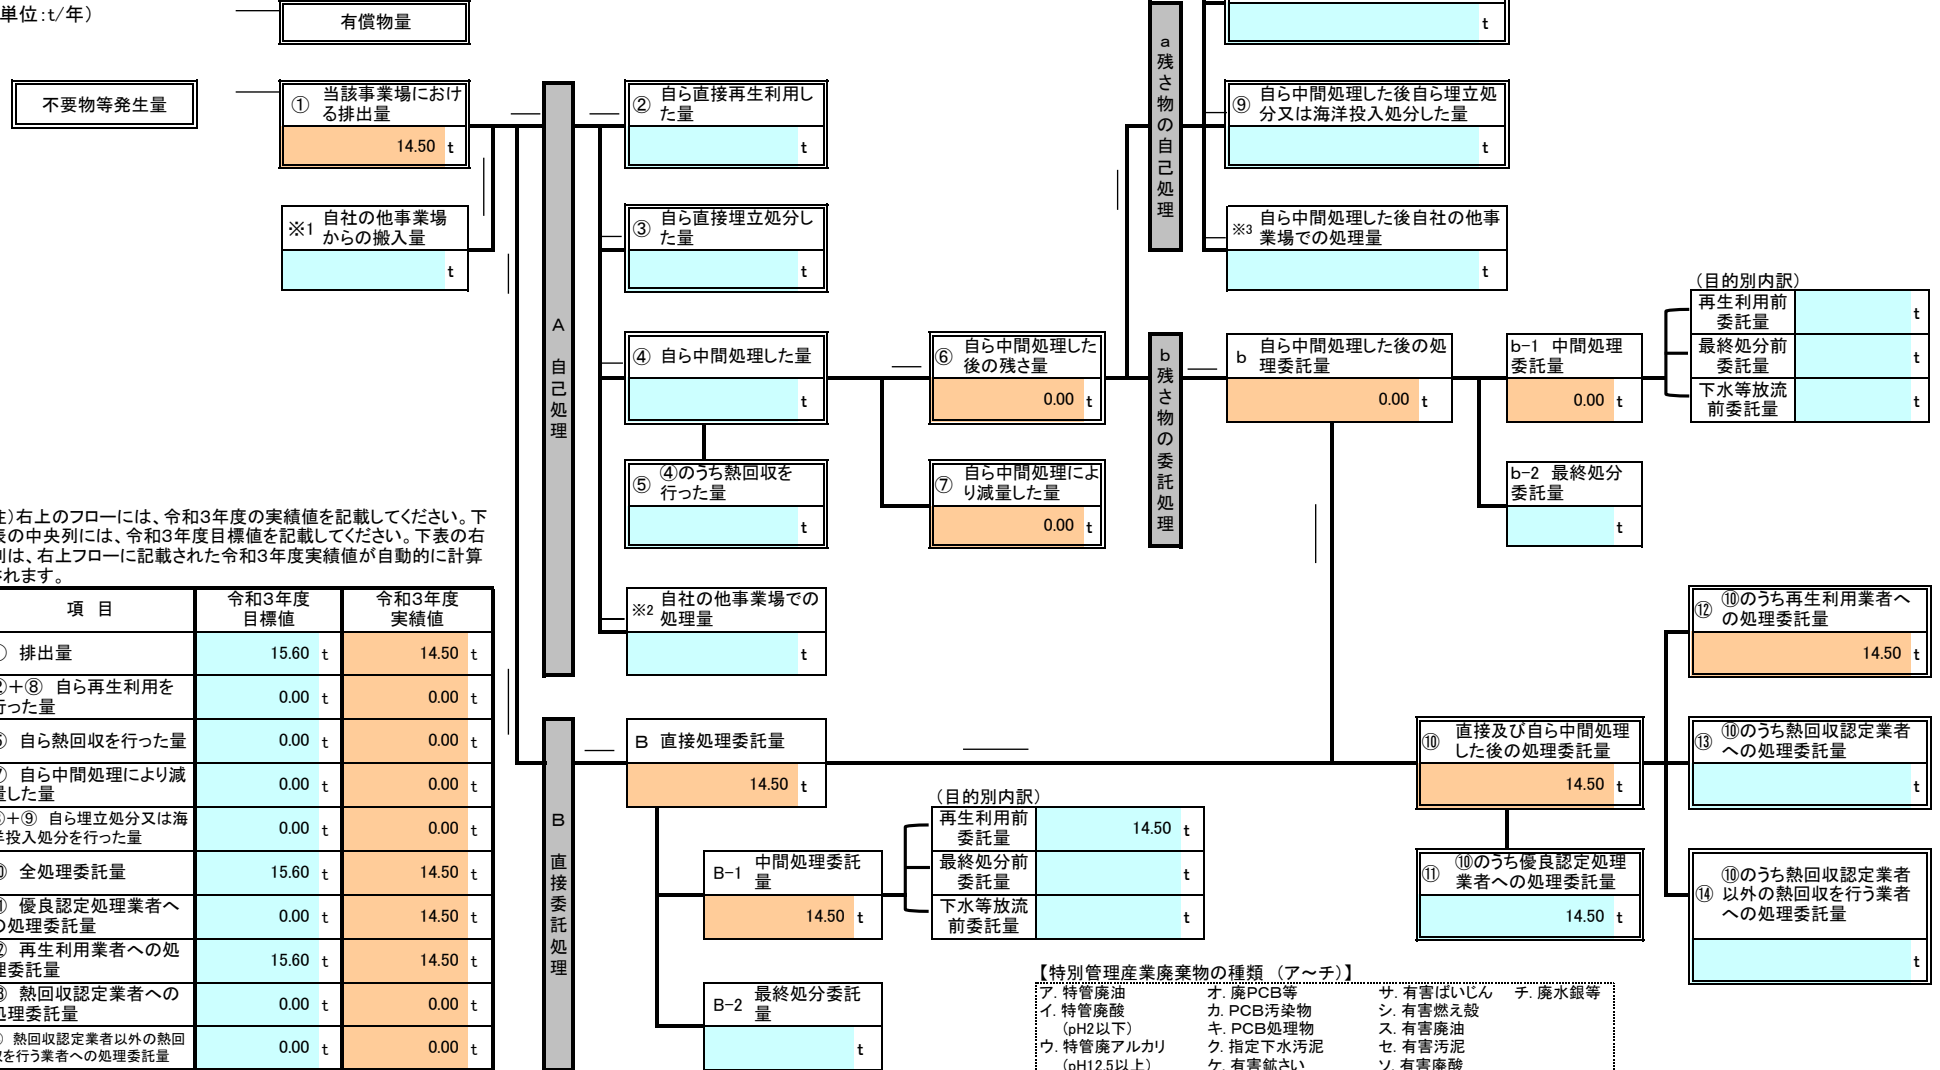 単位:t/年）
有償物量
不要物等発生量
① 当該事業場におけ
る排出量
14.50 t
※1 自社の他事業場
からの搬入量
t
A 自己処理
② 自ら直接再生利用し
た量
t
③ 自ら直接埋立処分し
た量
t
④ 自ら中間処理した量
t
⑤ ④のうち熱回収を
行った量
t
※2 自社の他事業場での
処理量
t
⑥ 自ら中間処理した
後の残さ量
0.00 t
⑦ 自ら中間処理によ
り減量した量
0.00 t
a残さ物の自己処理
t
⑨ 自ら中間処理した後自ら埋立処
分又は海洋投入処分した量
t
※3 自ら中間処理した後自社の他事
業場での処理量
t
b残さ物の委託処理
b 自ら中間処理した後の処
理委託量
0.00 t
b-1 中間処理
委託量
0.00 t
（目的別内訳）
再生利用前
委託量
t
最終処分前
委託量
t
下水等放流
前委託量
t
b-2 最終処分
委託量
t
注)右上のフローには、令和3年度の実績値を記載してください。下
表の中央列には、令和3年度目標値を記載してください。下表の右
列は、右上フローに記載された令和3年度実績値が自動的に計算
されます。
項 目 令和3年度
目標値 令和3年度
実績値
排出量 15.60 t 14.50 t
②+⑧ 自ら再生利用を
行った量 0.00 t 0.00 t
⑤ 自ら熱回収を行った量 0.00 t 0.00 t
⑦ 自ら中間処理により減
量した量 0.00 t 0.00 t
③+⑨ 自ら埋立処分又は海
洋投入処分を行った量 0.00 t 0.00 t
⑩ 全処理委託量 15.60 t 14.50 t
⑪ 優良認定処理業者へ
の処理委託量 0.00 t 14.50 t
⑫ 再生利用業者への処
理委託量 15.60 t 14.50 t
⑬ 熱回収認定業者への
処理委託量 0.00 t 0.00 t
熱回収認定業者以外の熱回
収を行う業者への処理委託量 0.00 t 0.00 t
B 直接委託処理
B 直接処理委託量
14.50 t
B-1 中間処理委託
量
14.50 t
（目的別内訳）
再生利用前
委託量
14.50 t
最終処分前
委託量
t
下水等放流
前委託量
t
B-2 最終処分委託
量
t
⑩ 直接及び自ら中間処理
した後の処理委託量
14.50 t
⑪ ⑩のうち優良認定処理
業者への処理委託量
14.50 t
⑫ ⑩のうち再生利用業者へ
の処理委託量
14.50 t
⑬ ⑩のうち熱回収認定業者
への処理委託量
t
⑭ ⑩のうち熱回収認定業者
以外の熱回収を行う業者
への処理委託量
t
【特別管理産業廃棄物の種類 （ア～チ）】
ア. 特管廃油 オ. 廃PCB等 サ. 有害ばいじん チ. 廃水銀等
イ. 特管廃酸 カ. PCB汚染物 シ. 有害燃え殻
(pH2以下) キ. PCB処理物 ス. 有害廃油
ウ. 特管廃アルカリ ク. 指定下水汚泥 セ. 有害汚泥
(pH12.5以上) ケ. 有害鉱さい ソ. 有害廃酸